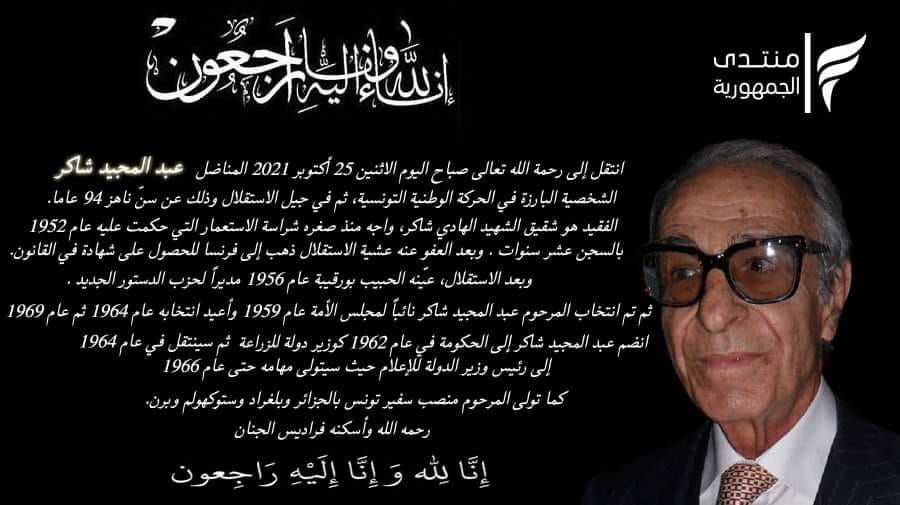 إنا لله وإنا إليه راجعون
منتدى
الجمهورية
انتقل إلى رحمة الله تعالى صباح اليوم الاثنين 25 أكتوبر 2021 المناضل عبد المجيد شاكر
الشخصية البارزة في الحركة الوطنية التونسية، ثم في جيل الاستقلال وذلك عن سنّ ناهز 94 عاما.
الفقيد هو شقيق الشهيد الهادي شاكر، واجه منذ صغره شراسة الاستعمار التي حكمت عليه عام 1952
بالسجن عشر سنوات . وبعد العفو عنه عشية الاستقلال ذهب إلى فرنسا للحصول على شهادة في القانون.
وبعد الاستقلال، عيّنه الحبيب بورقيبة عام 1956 مديراً لحزب الدستور الجديد .
ثم تم انتخاب المرحوم عبد المجيد شاكر نائباً لمجلس الأمة عام 1959 وأعيد انتخابه عام 1964 ثم عام 1969
انضم عبد المجيد شاكر إلى الحكومة في عام 1962 كوزير دولة للزراعة ثم سينتقل في عام 1964
إلى رئيس وزير الدولة للإعلام حيث سيتولى مهامه حتى عام 1966
كما تولى المرحوم منصب سفير تونس بالجزائر وبلغراد وستوكهولم وبرن.
رحمه الله وأسكنه فراديس الجنان
إِنَّا لِلَّه وَ إِنَّا إِلَيْهِ رَاجِعون